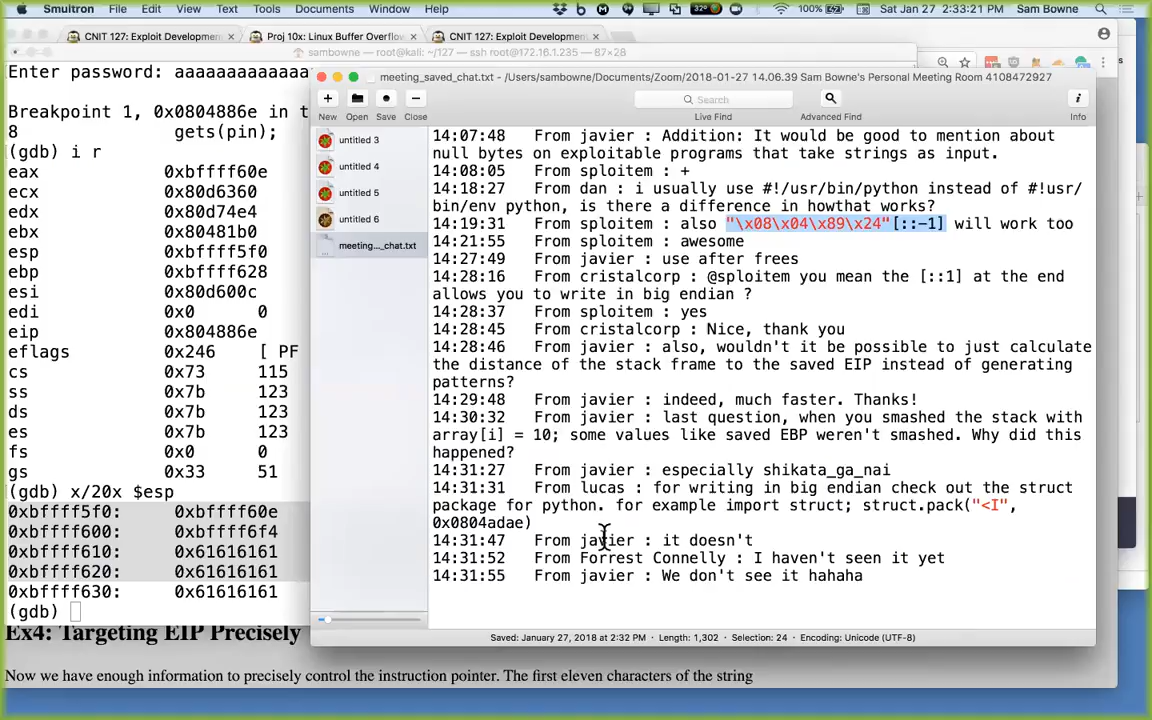 Smultron File Edit View Text Tools Documents Window Help 32° 100% Sat Jan 27 2:33:21 PM Sam Bowne
CNIT 127: Exploit Developmen × Proj 10x: Linux Buffer Overflow × CNIT 127: Exploit Developmen ×
sambowne — root@kali: ~/127 — ssh root@172.16.1.235 — 87×28
Enter password: aaaaaaaaaaaaa
Breakpoint 1, 0x0804886e in t
8 gets(pin);
(gdb) i r
eax 0xbffff60e
ecx 0x80d6360
edx 0x80d74e4
ebx 0x80481b0
esp 0xbffff5f0
ebp 0xbffff628
esi 0x80d600c
edi 0x0 0
eip 0x804886e
eflags 0x246 [ PF
cs 0x73 115
ss 0x7b 123
ds 0x7b 123
es 0x7b 123
fs 0x0 0
gs 0x33 51
(gdb) x/20x $esp
0xbffff5f0: 0xbffff60e
0xbffff600: 0xbffff6f4
0xbffff610: 0x61616161
0xbffff620: 0x61616161
0xbffff630: 0x61616161
(gdb)
Ex4: Targeting EIP Precisely
Now we have enough information to precisely control the instruction pointer. The first eleven characters of the string
meeting_saved_chat.txt - /Users/sambowne/Documents/Zoom/2018-01-27 14.06.39 Sam Bowne's Personal Meeting Room 4108472927
Search
New Open Save Close Live Find Advanced Find Info
untitled 3
untitled 4
untitled 5
untitled 6
meeting..._chat.txt
14:07:48 From javier : Addition: It would be good to mention about
null bytes on exploitable programs that take strings as input.
14:08:05 From sploitem : +
14:18:27 From dan : i usually use #!/usr/bin/python instead of #!usr/
bin/env python, is there a difference in howthat works?
14:19:31 From sploitem : also "\x08\x04\x89\x24"[::-1] will work too
14:21:55 From sploitem : awesome
14:27:49 From javier : use after frees
14:28:16 From cristalcorp : @sploitem you mean the [::1] at the end
allows you to write in big endian ?
14:28:37 From sploitem : yes
14:28:45 From cristalcorp : Nice, thank you
14:28:46 From javier : also, wouldn't it be possible to just calculate
the distance of the stack frame to the saved EIP instead of generating
patterns?
14:29:48 From javier : indeed, much faster. Thanks!
14:30:32 From javier : last question, when you smashed the stack with
array[i] = 10; some values like saved EBP weren't smashed. Why did this
happened?
14:31:27 From javier : especially shikata_ga_nai
14:31:31 From lucas : for writing in big endian check out the struct
package for python. for example import struct; struct.pack("<I",
0x0804adae)
14:31:47 From javier : it doesn't
14:31:52 From Forrest Connelly : I haven't seen it yet
14:31:55 From javier : We don't see it hahaha
Saved: January 27, 2018 at 2:32 PM · Length: 1,302 · Selection: 24 · Encoding: Unicode (UTF-8)